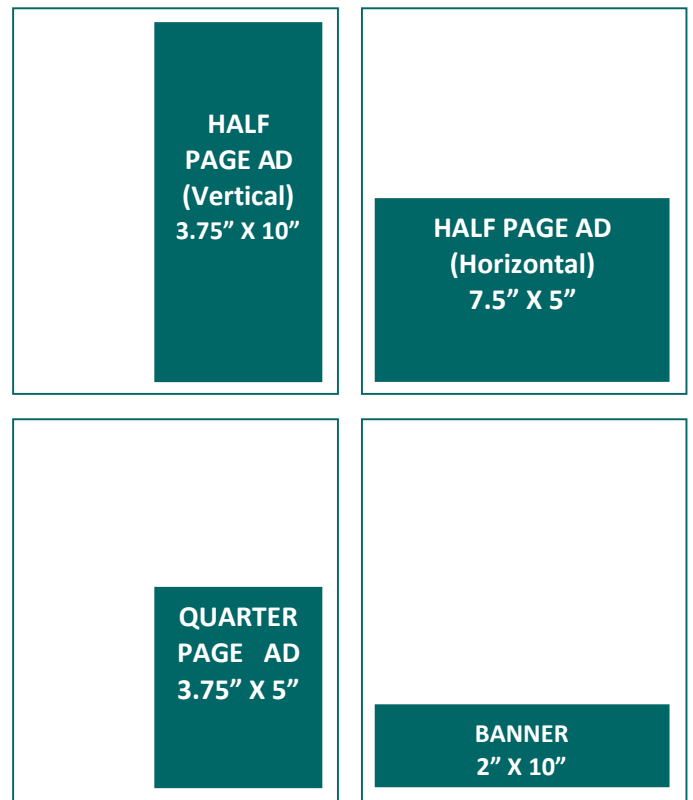 HALF
PAGE AD
(Vertical)
3.75” X 10”
HALF PAGE AD
(Horizontal)
7.5” X 5”
QUARTER
PAGE AD
3.75” X 5”
BANNER
2” X 10”